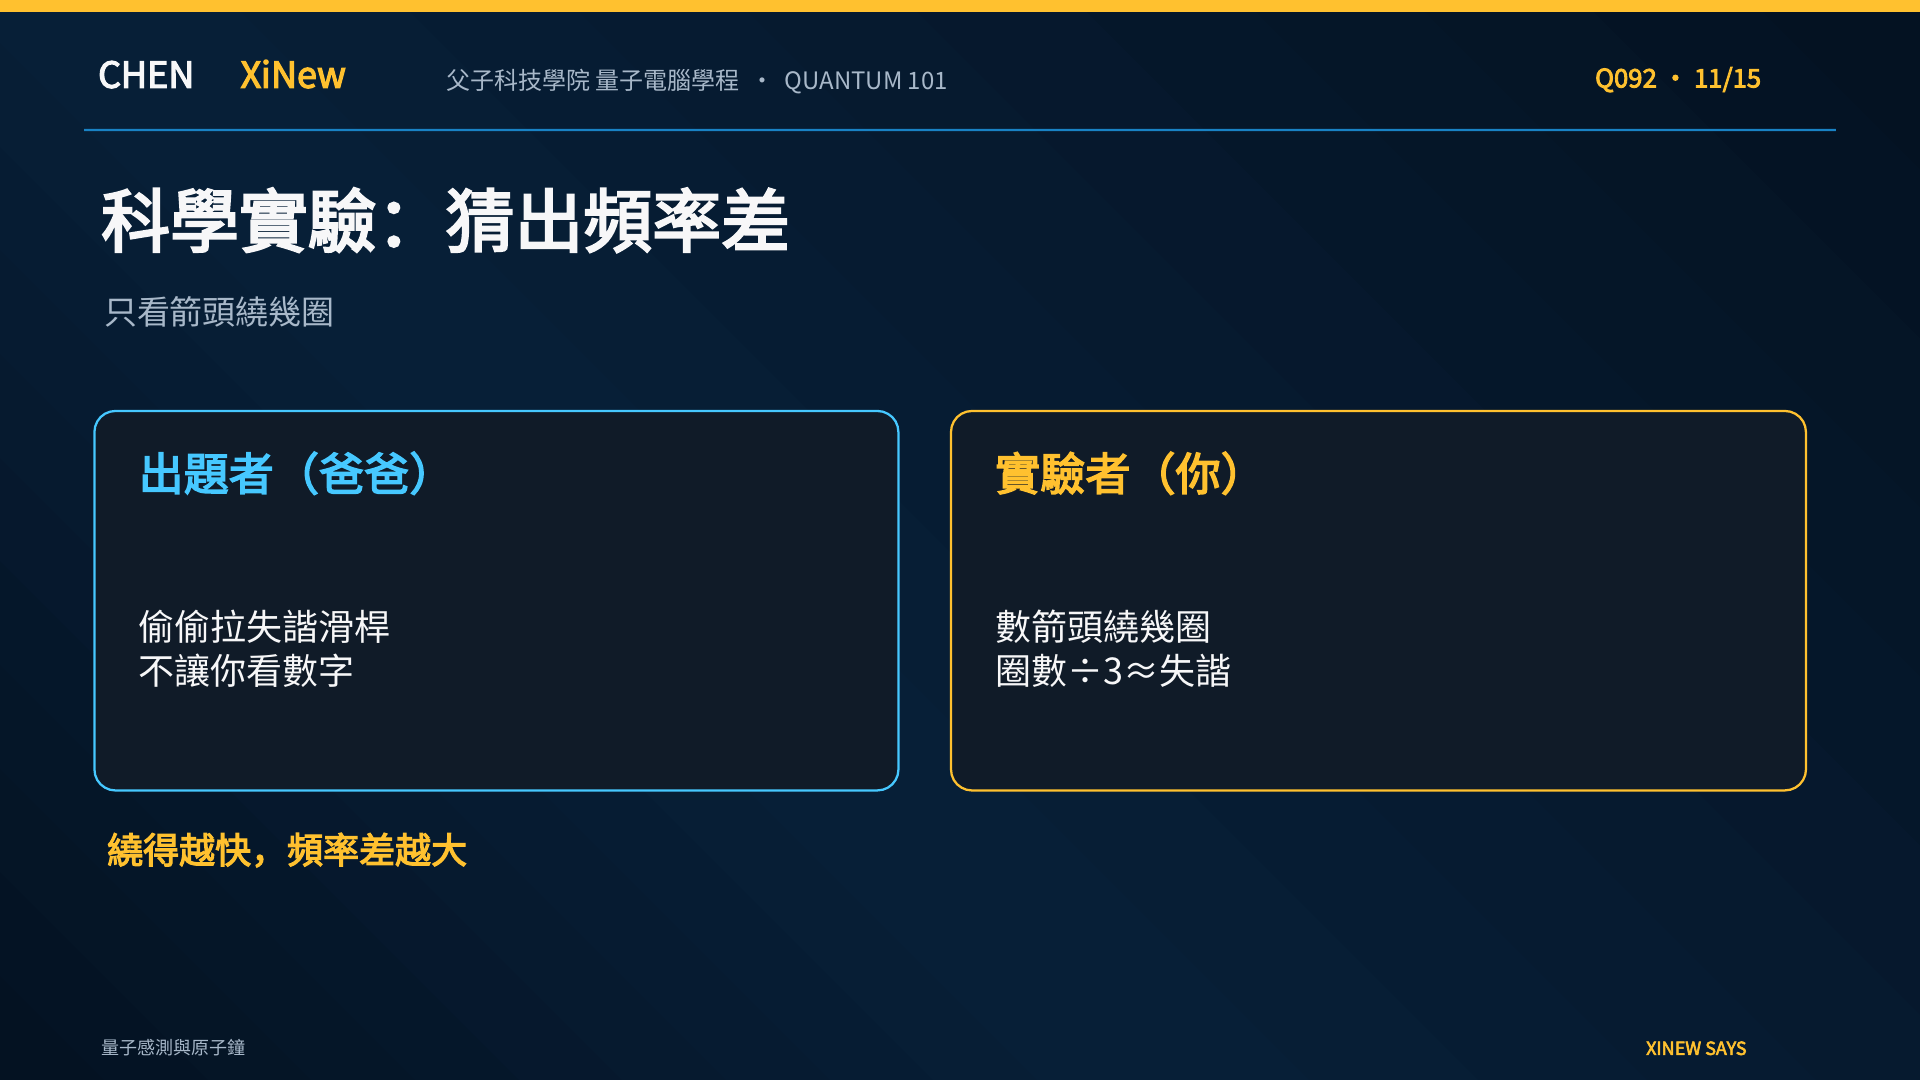 CHEN XiNew 父子科技學院 量子電腦學程 • QUANTUM 101 Q092 • 11/15
科學實驗：猜出頻率差
只看箭頭繞幾圈
出題者（爸爸）
偷偷拉失諧滑桿
不讓你看數字
實驗者（你）
數箭頭繞幾圈
圈數÷3≈失諧
繞得越快，頻率差越大
量子感測與原子鐘
XINEW SAYS